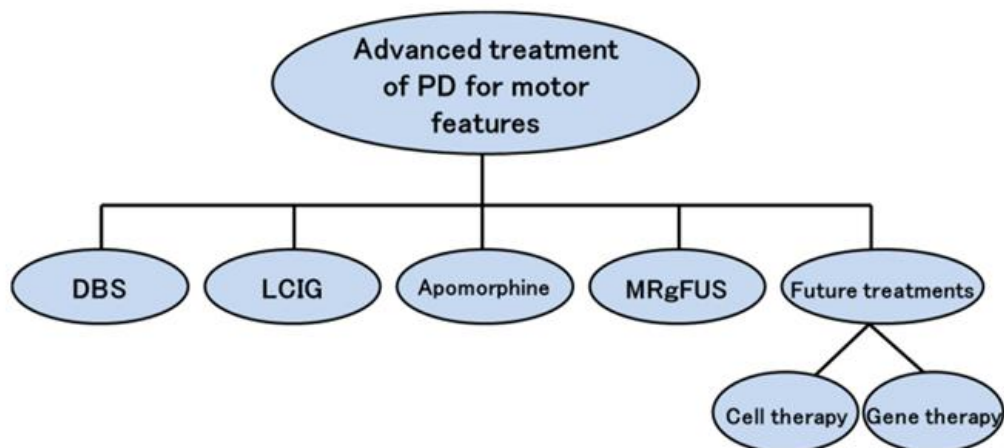 Advanced treatment
of PD for motor
features
DBS
LCIG
Apomorphine
MRgFUS
Future treatments
Cell therapy
Gene therapy